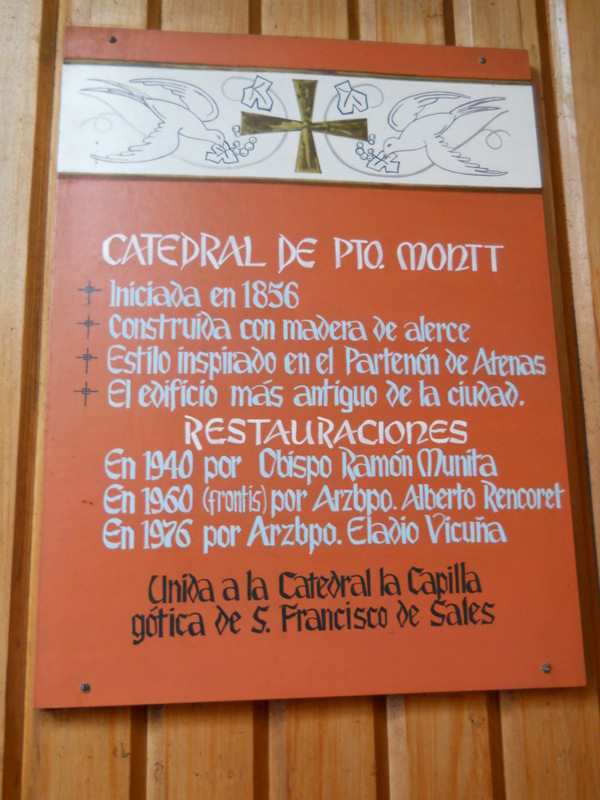 CATEDRAL DE PTO. MONTT
Iniciada en 1856
Construida con madera de alerce
Estilo inspirado en el Partenón de Atenas
El edificio más antiguo de la ciudad.
RESTAURACIONES
En 1940 por Obispo Ramón Munita
En 1960 (frontis) por Arzbpo. Alberto Rencoret
En 1976 por Arzbpo. Eladio Vicuña
Unida a la Catedral la Capilla
gótica de S. Francisco de Sales